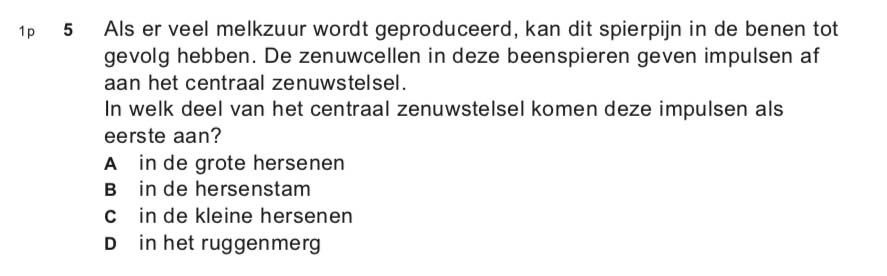 1p 5 Als er veel melkzuur wordt geproduceerd, kan dit spierpijn in de benen tot
gevolg hebben. De zenuwcellen in deze beenspieren geven impulsen af
aan het centraal zenuwstelsel.
In welk deel van het centraal zenuwstelsel komen deze impulsen als
eerste aan?
A in de grote hersenen
B in de hersenstam
C in de kleine hersenen
D in het ruggenmerg